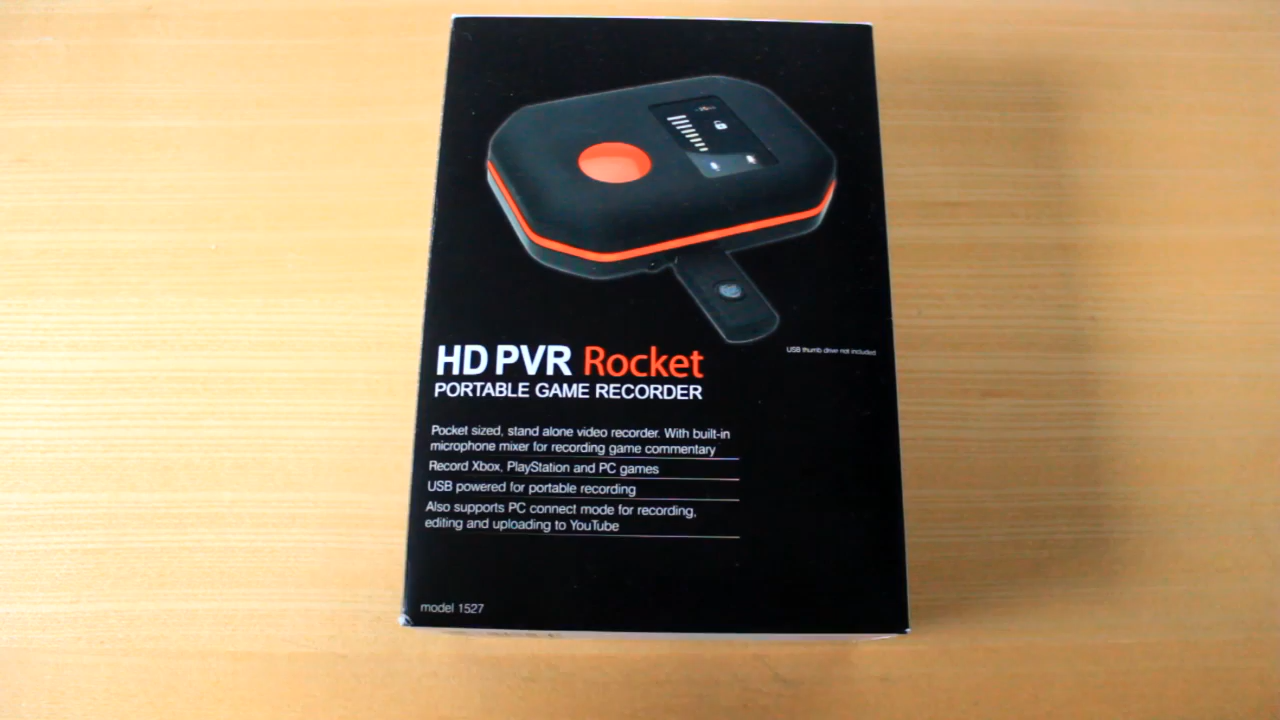 USB thumb drive not included
HD PVR Rocket
PORTABLE GAME RECORDER
Pocket sized, stand alone video recorder. With built-in
microphone mixer for recording game commentary
Record Xbox, PlayStation and PC games
USB powered for portable recording
Also supports PC connect mode for recording,
editing and uploading to YouTube
model 1527